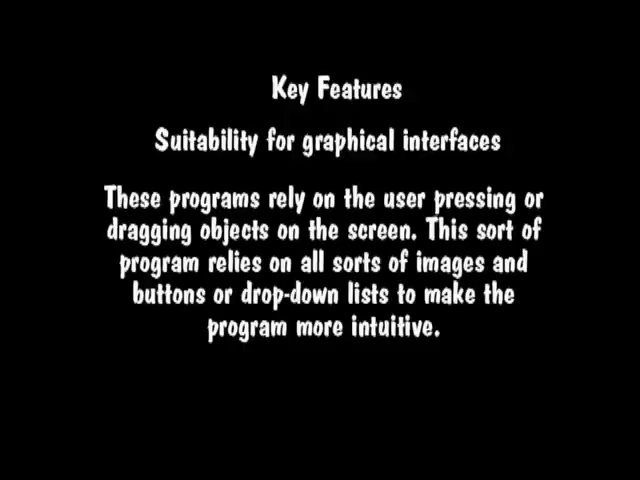 Key Features
Suitability for graphical interfaces
These programs rely on the user pressing or
dragging objects on the screen. This sort of
program relies on all sorts of images and
buttons or drop-down lists to make the
program more intuitive.